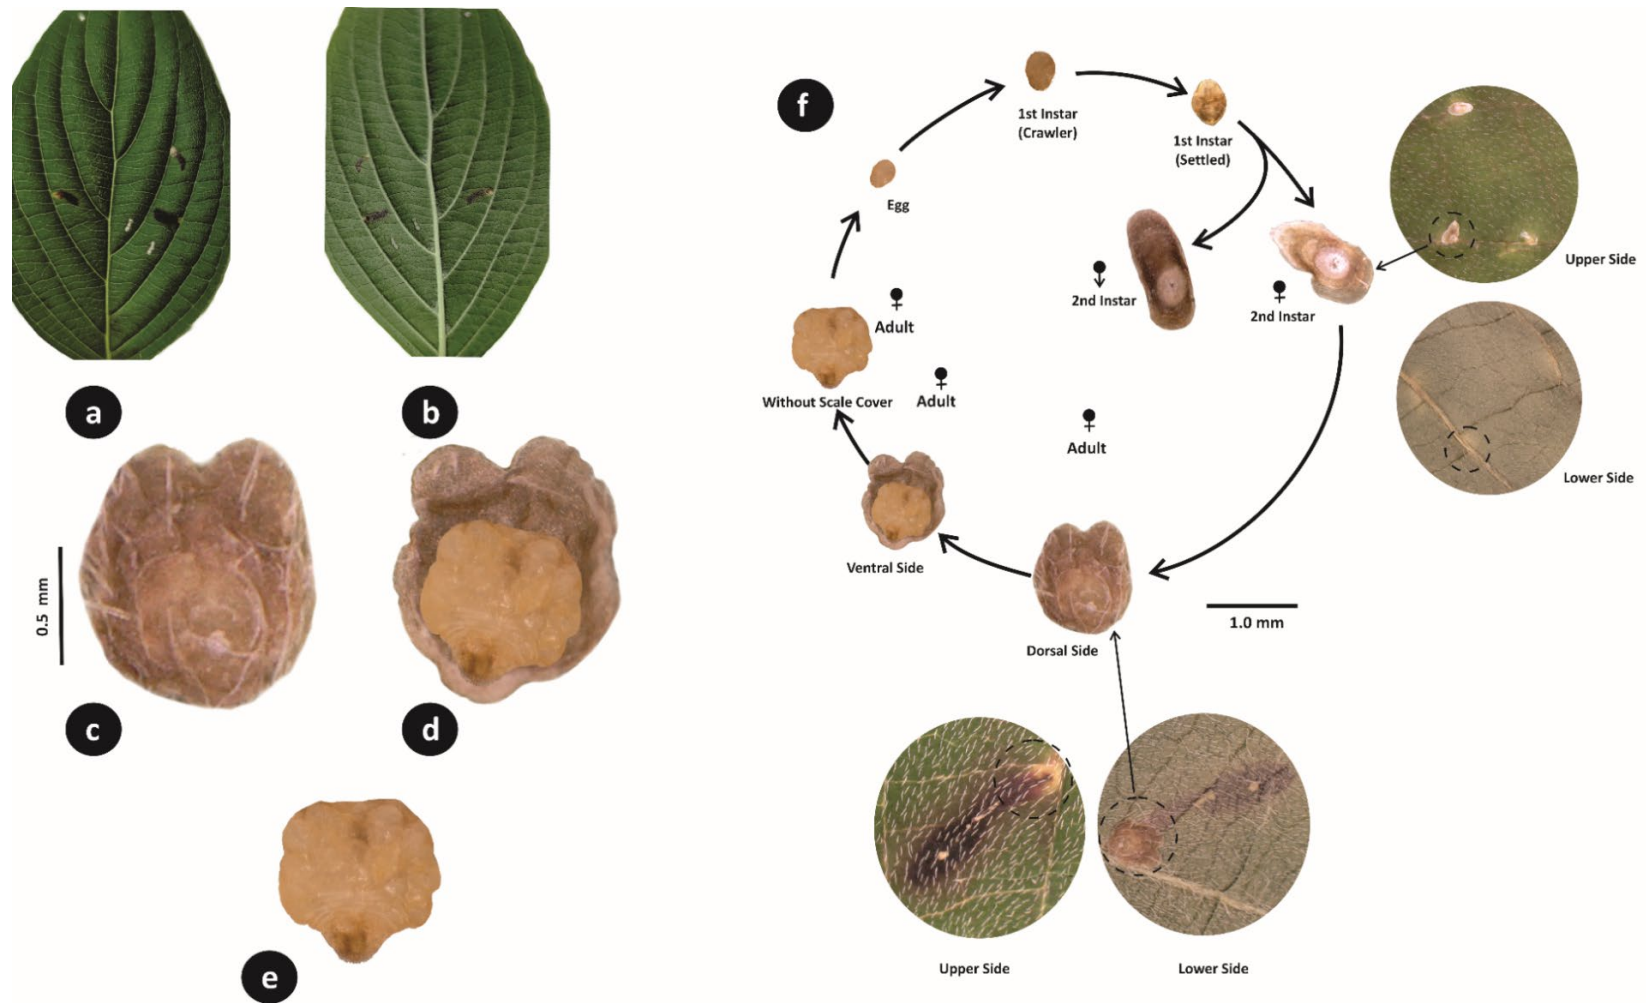 a
b
0.5 mm
c
d
e
f
1st Instar
(Crawler)
1st Instar
(Settled)
Egg
2nd Instar
2nd Instar
Upper Side
Lower Side
Adult
Without Scale Cover
Adult
Adult
Ventral Side
Dorsal Side
1.0 mm
Upper Side
Lower Side